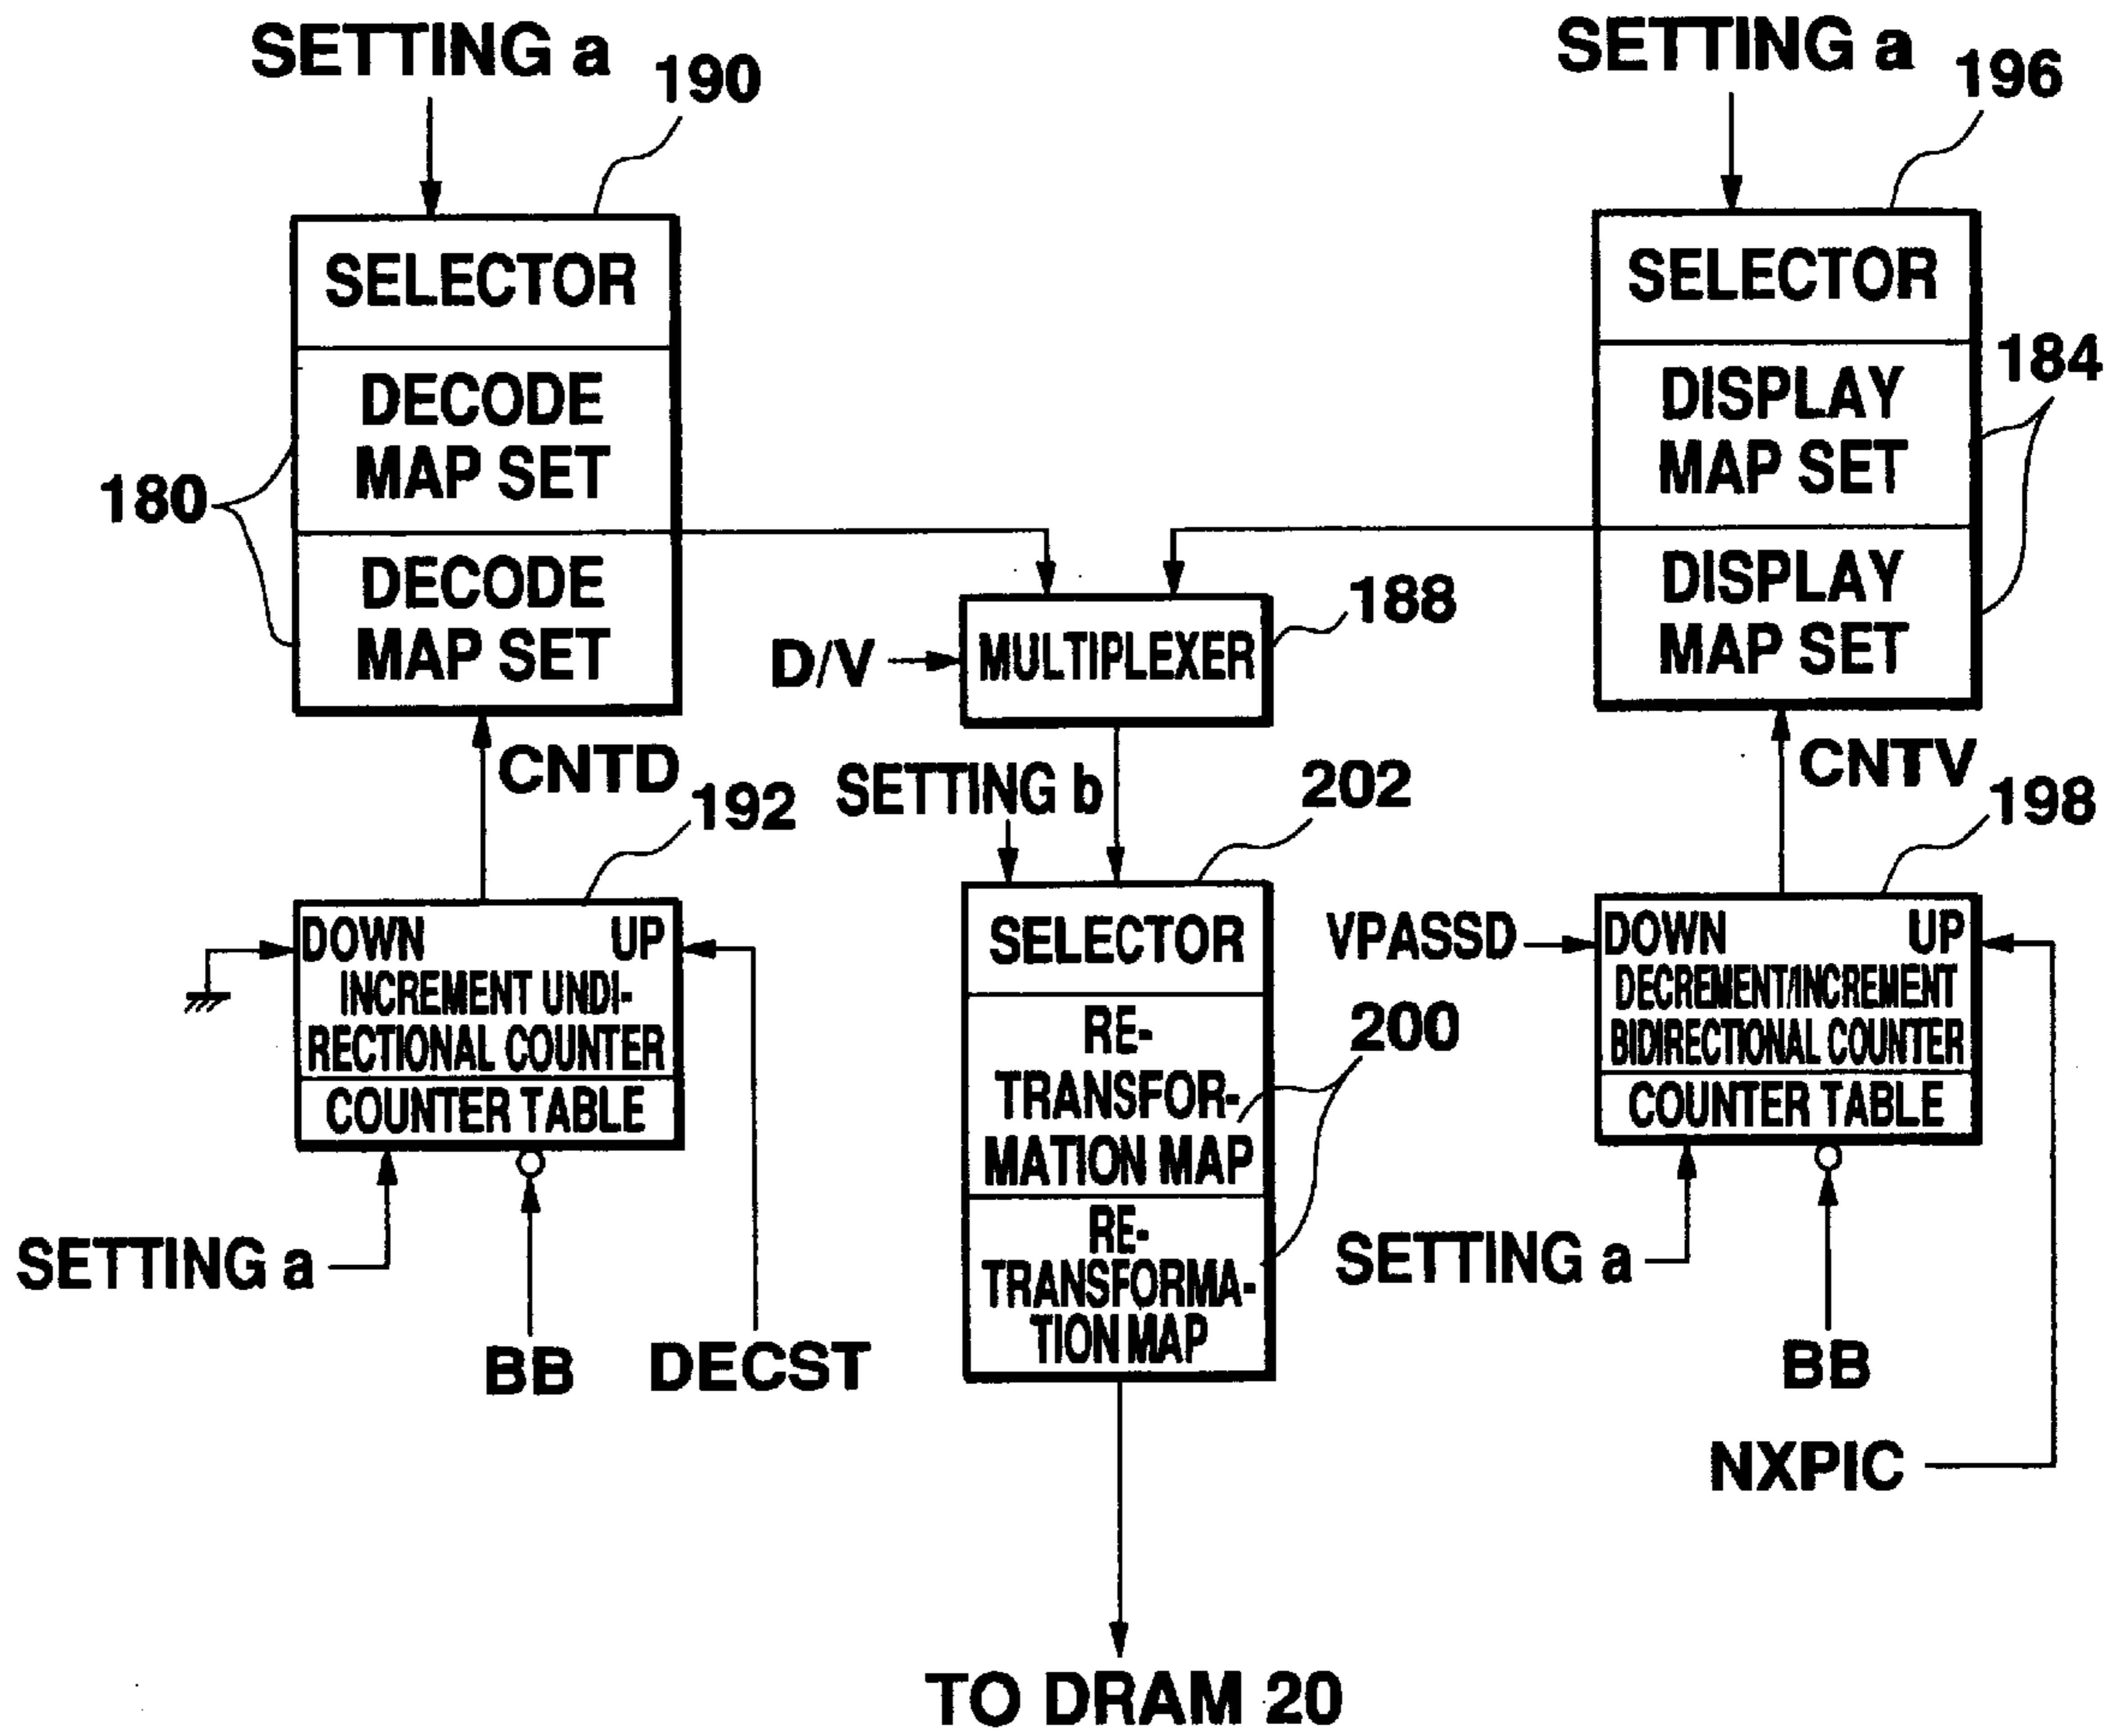 SETTING a
190
SELECTOR
DECODE
MAP SET
DECODE
MAP SET
180
CNTD
192
DOWN UP
INCREMENT UNDI-
RECTIONAL COUNTER
COUNTER TABLE
SETTING a
BB
DECST
D/V
MULTIPLEXER
188
SETTING b
202
SELECTOR
RE-
TRANSFOR-
MATION MAP
RE-
TRANSFORMA-
TION MAP
200
TO DRAM 20
SETTING a
196
SELECTOR
DISPLAY
MAP SET
DISPLAY
MAP SET
184
CNTV
198
VPASSD
DOWN UP
DECREMENT/INCREMENT
BIDIRECTIONAL COUNTER
COUNTER TABLE
SETTING a
BB
NXPIC